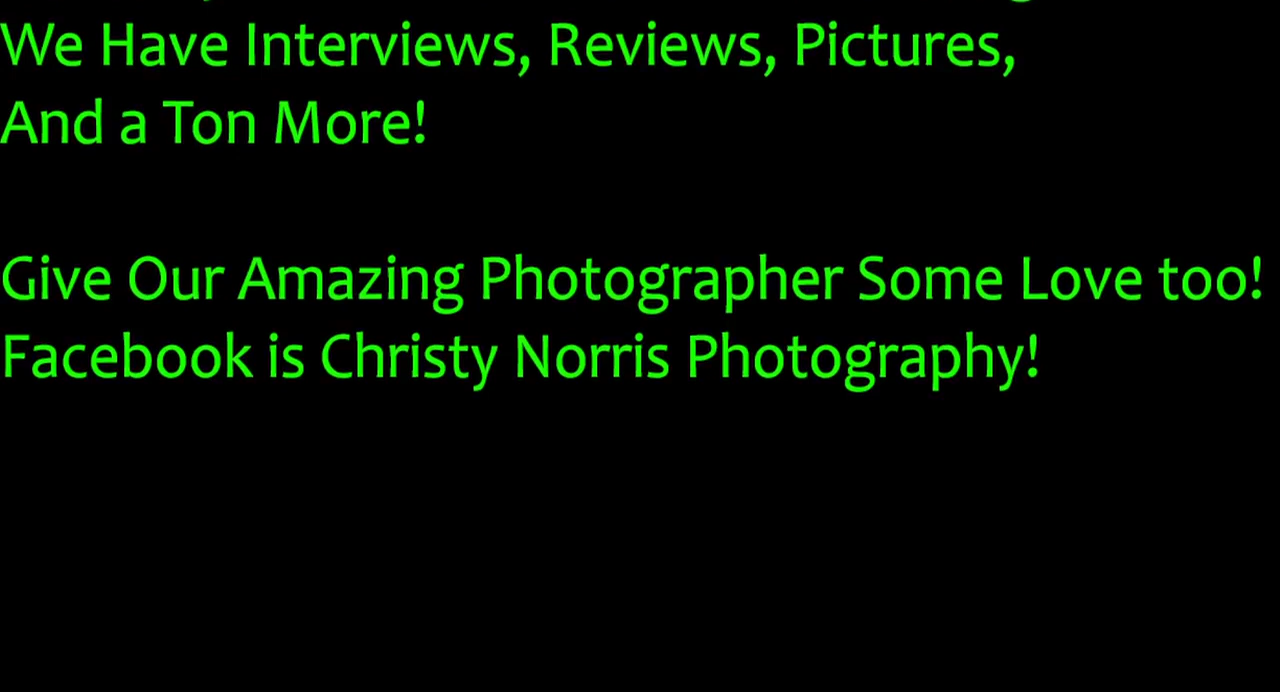 We Have Interviews, Reviews, Pictures,
And a Ton More!
Give Our Amazing Photographer Some Love too!
Facebook is Christy Norris Photography!